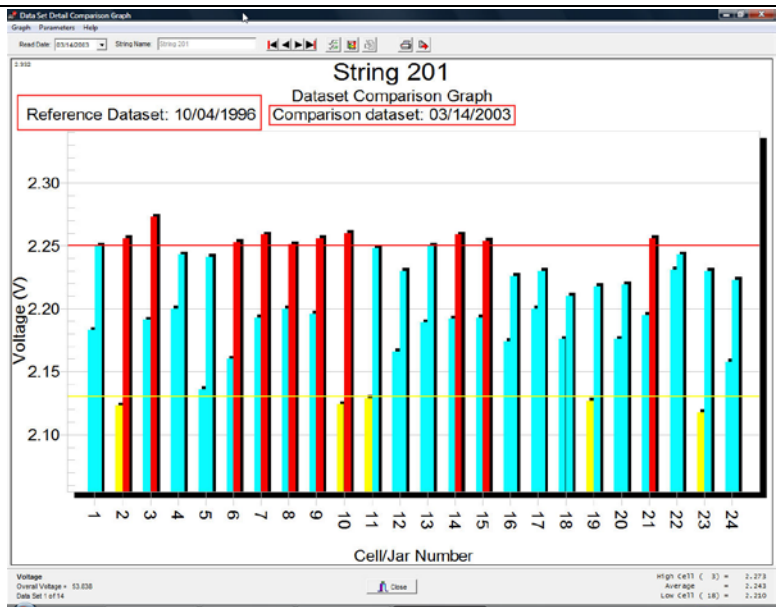 Data Set Detail Comparison Graph
Graph Parameters Help
Read Date: 03/14/2003 String Name: String 201
2.932
String 201
Dataset Comparison Graph
Reference Dataset: 10/04/1996 Comparison dataset: 03/14/2003
2.30
2.25
2.20
2.15
2.10
Voltage (V)
1 2 3 4 5 6 7 8 9 10 11 12 13 14 15 16 17 18 19 20 21 22 23 24
Cell/Jar Number
Voltage
Overall Voltage = 53.838
Data Set 1 of 14
Close
High Cell ( 3) = 2.273
Average = 2.243
Low Cell ( 18) = 2.210